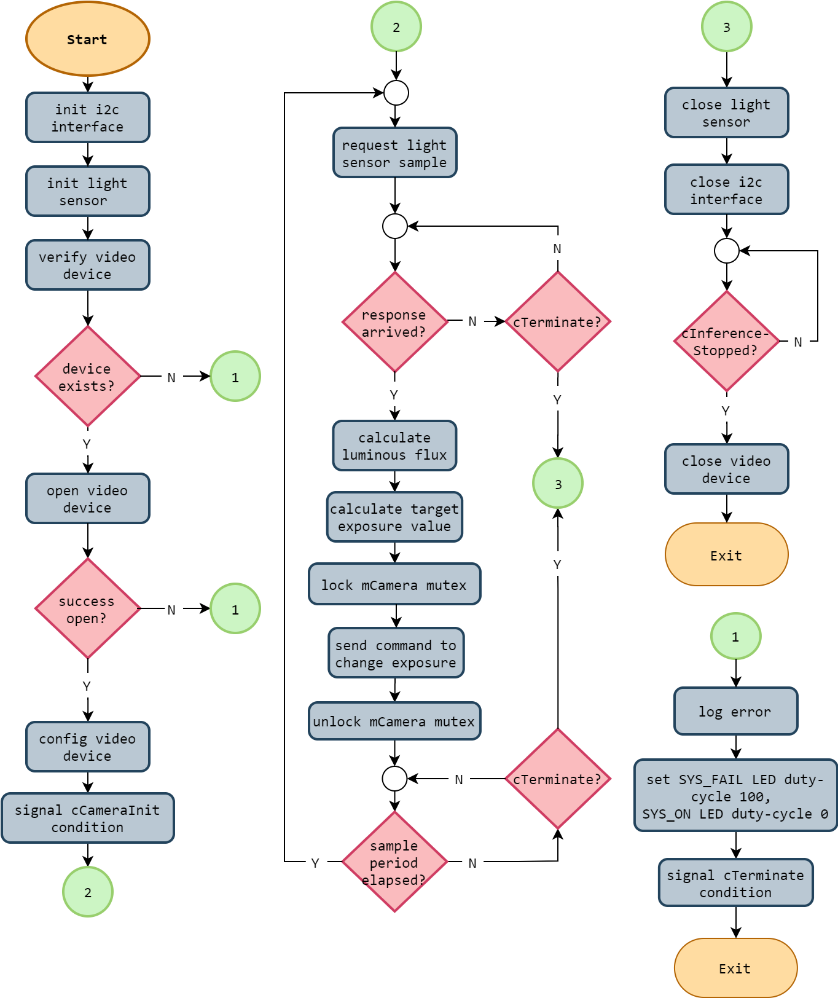 Start
init i2c
interface
init light
sensor
verify video
device
device
exists?
N
1
Y
open video
device
success
open?
N
1
Y
config video
device
signal cCameraInit
condition
2
2
request light
sensor sample
response
arrived?
N
cTerminate?
N
Y
Y
calculate
luminous flux
3
calculate target
exposure value
lock mCamera mutex
Y
send command to
change exposure
unlock mCamera mutex
N
cTerminate?
sample
period
elapsed?
Y
N
3
close light
sensor
close i2c
interface
cInference-
Stopped?
N
Y
close video
device
Exit
1
log error
set SYS_FAIL LED duty-
cycle 100,
SYS_ON LED duty-cycle 0
signal cTerminate
condition
Exit